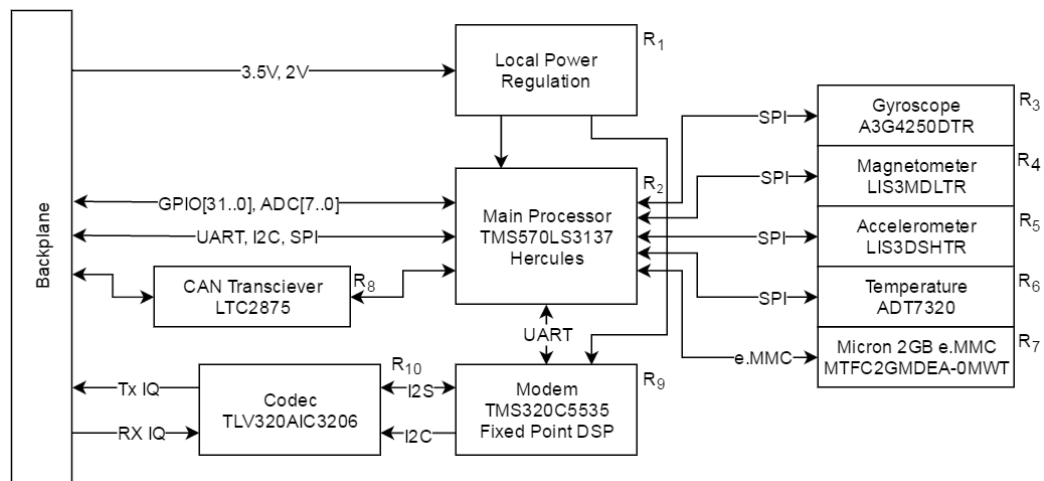 Backplane
3.5V, 2V
Local Power
Regulation
R1
GPIO[31..0], ADC[7..0]
UART, I2C, SPI
CAN Transciever
LTC2875
R8
Main Processor
TMS570LS3137
Hercules
R2
UART
Tx IQ
RX IQ
Codec
TLV320AIC3206
R10
I2S
I2C
Modem
TMS320C5535
Fixed Point DSP
R9
SPI
Gyroscope
A3G4250DTR
R3
SPI
Magnetometer
LIS3MDLTR
R4
SPI
Accelerometer
LIS3DSHTR
R5
SPI
Temperature
ADT7320
R6
e.MMC
Micron 2GB e.MMC
MTFC2GMDEA-0MWT
R7